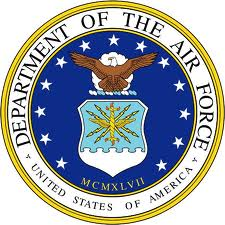 DEPARTMENT OF THE AIR FORCE
MCMXLVII
UNITED STATES OF AMERICA